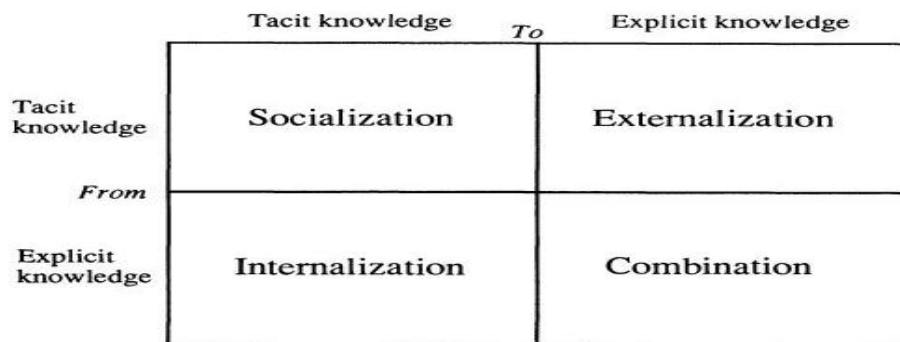 Tacit knowledge To Explicit knowledge
Tacit
knowledge
Socialization Externalization
From
Explicit
knowledge
Internalization Combination